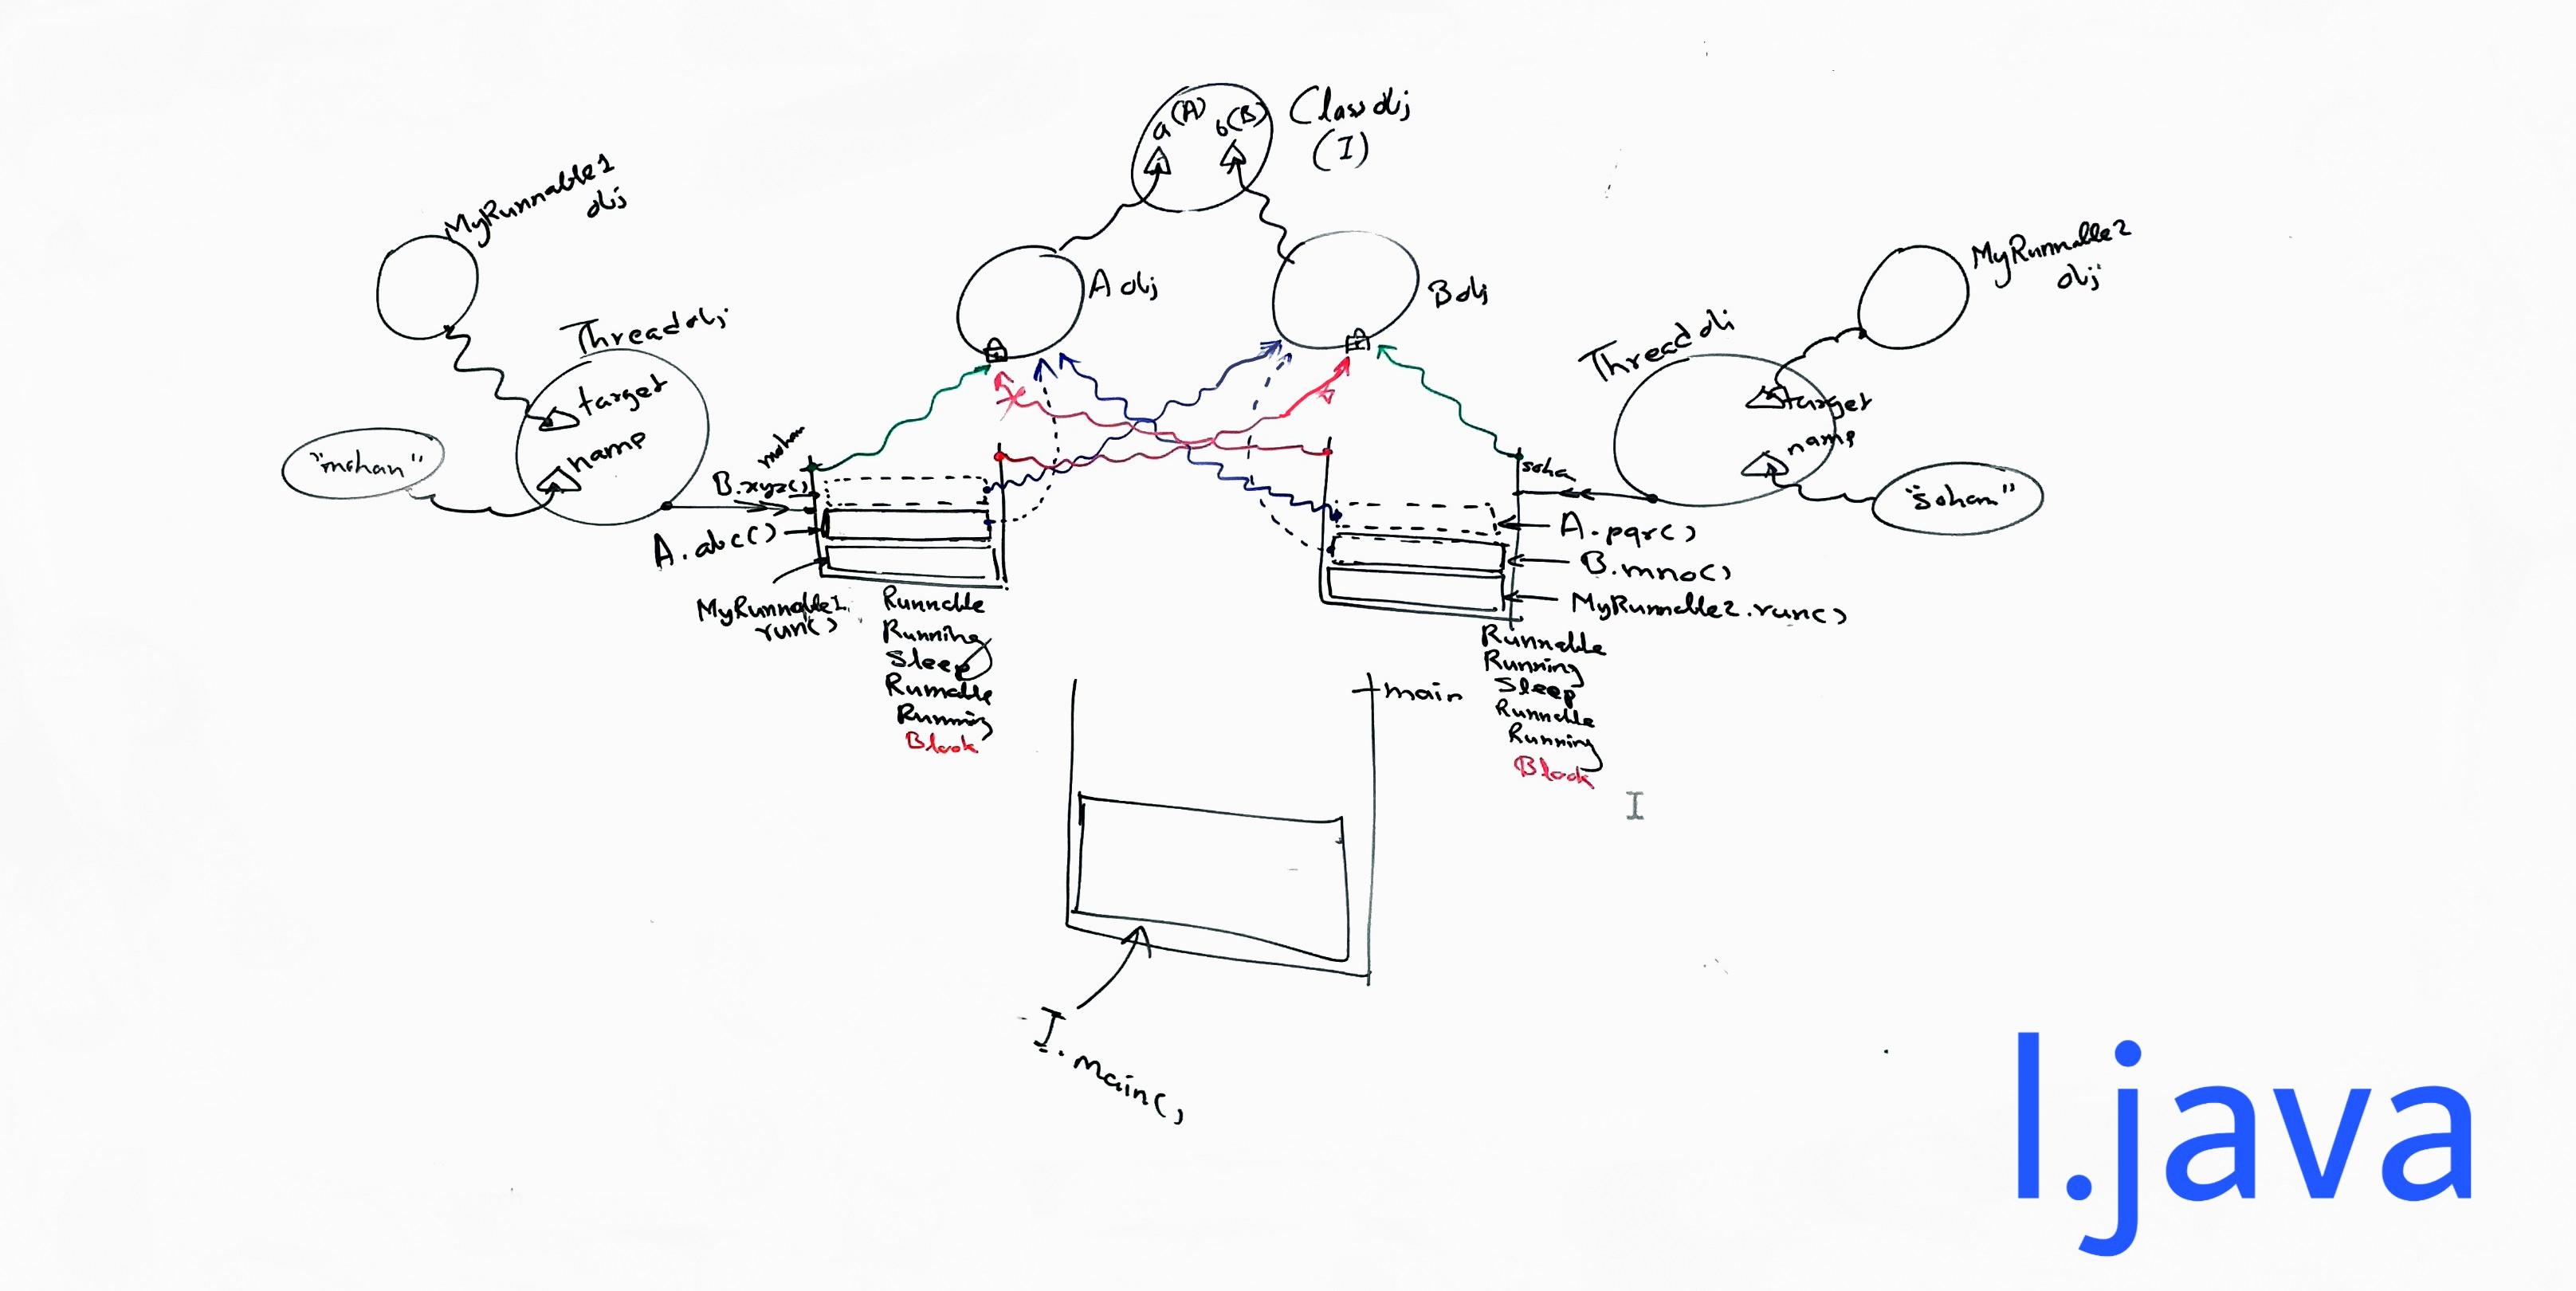 a(A) b(B)
Class obj
(I)
MyRunnable1
obj
MyRunnable2
obj
A obj
B obj
Thread obj
target
name
"mohan"
Thread obj
target
name
"soham"
mohan
soha
B.xyz()
A.abc()
MyRunnable1.
run()
A.pqr()
B.mno()
MyRunnable2.run()
Runnable
Running
Sleep
Runnable
Running
Block
Runnable
Running
Sleep
Runnable
Running
Block
main
I.main()
I.java